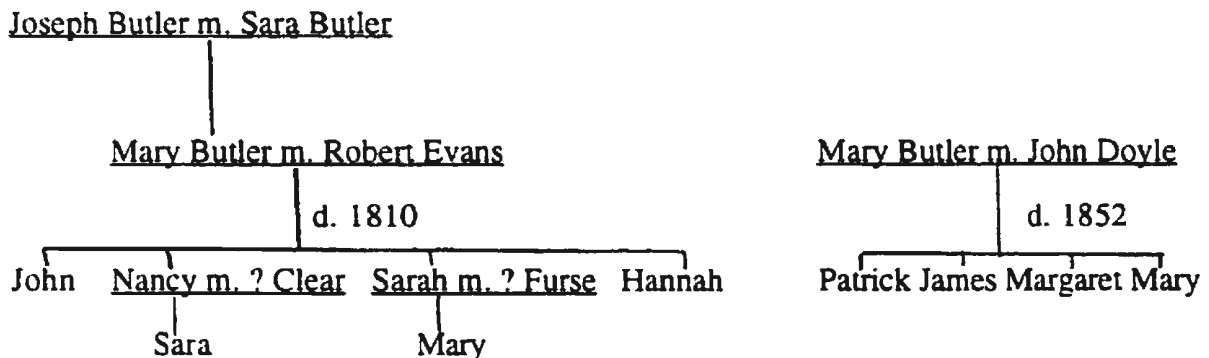 Joseph Butler m. Sara Butler
Mary Butler m. Robert Evans
Mary Butler m. John Doyle
d. 1810
d. 1852
John Nancy m. ? Clear Sarah m. ? Furse Hannah
Patrick James Margaret Mary
Sara Mary